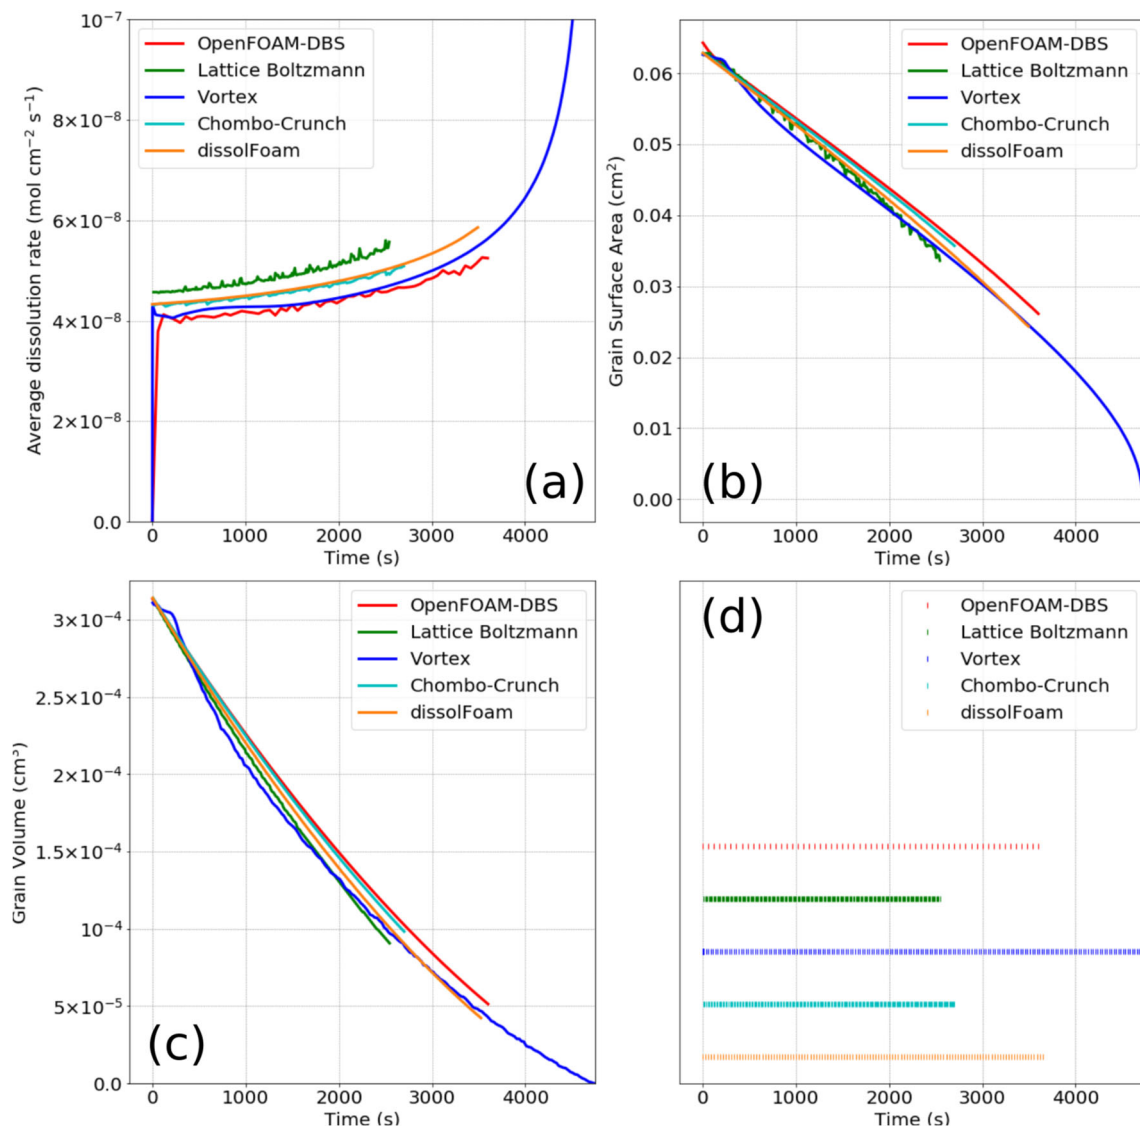 10⁻⁷
8×10⁻⁸
6×10⁻⁸
4×10⁻⁸
2×10⁻⁸
0.0
Average dissolution rate (mol cm⁻² s⁻¹)
OpenFOAM-DBS
Lattice Boltzmann
Vortex
Chombo-Crunch
dissolFoam
(a)
0 1000 2000 3000 4000
Time (s)
0.06
0.05
0.04
0.03
0.02
0.01
0.00
Grain Surface Area (cm²)
OpenFOAM-DBS
Lattice Boltzmann
Vortex
Chombo-Crunch
dissolFoam
(b)
0 1000 2000 3000 4000
Time (s)
3×10⁻⁴
2.5×10⁻⁴
2×10⁻⁴
1.5×10⁻⁴
10⁻⁴
5×10⁻⁵
0.0
Grain Volume (cm³)
OpenFOAM-DBS
Lattice Boltzmann
Vortex
Chombo-Crunch
dissolFoam
(c)
0 1000 2000 3000 4000
Time (s)
(d)
OpenFOAM-DBS
Lattice Boltzmann
Vortex
Chombo-Crunch
dissolFoam
0 1000 2000 3000 4000
Time (s)